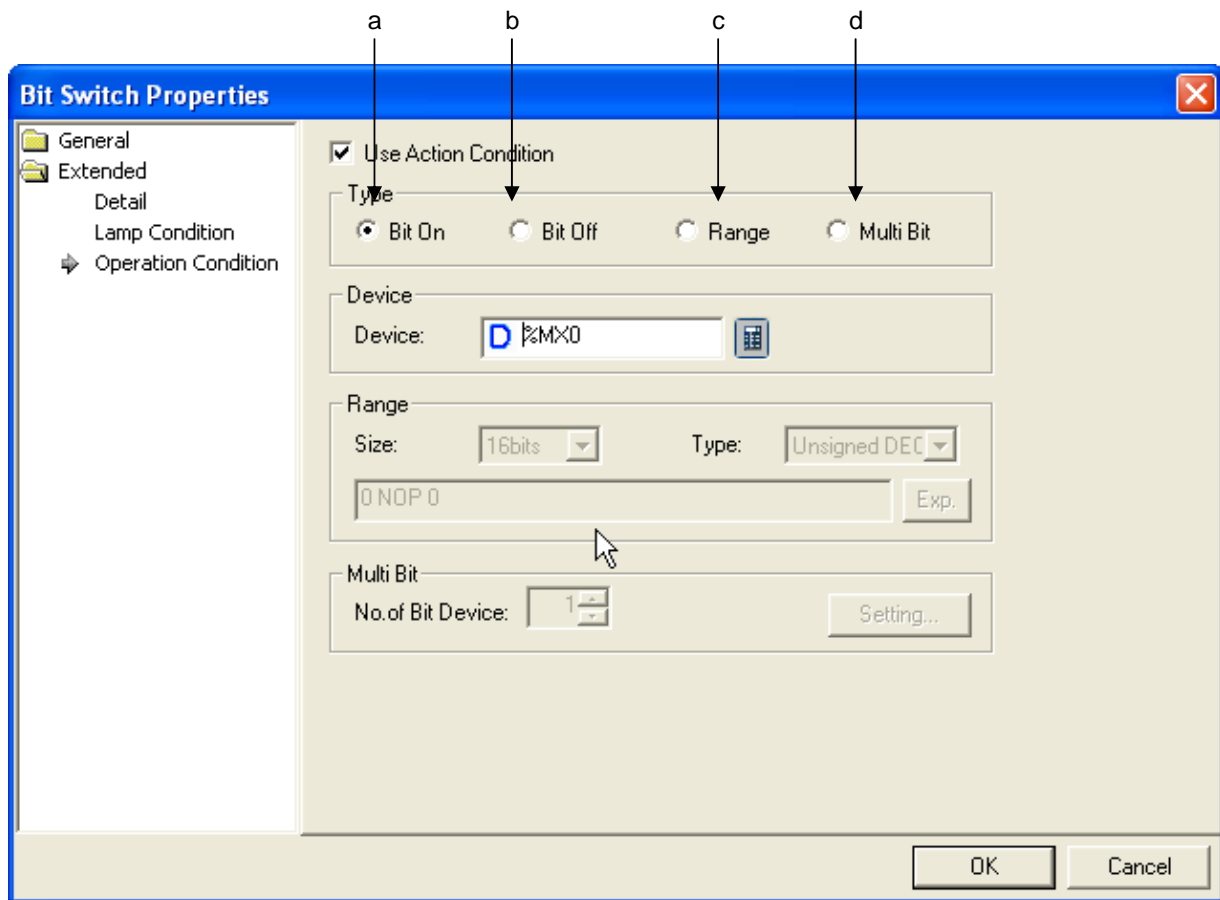 a b c d
Bit Switch Properties
General
Extended
Detail
Lamp Condition
Operation Condition
Use Action Condition
Type
Bit On Bit Off Range Multi Bit
Device
Device: D %MX0
Range
Size: 16bits Type: Unsigned DEC
0 NOP 0 Exp.
Multi Bit
No.of Bit Device: 1 Setting...
OK Cancel